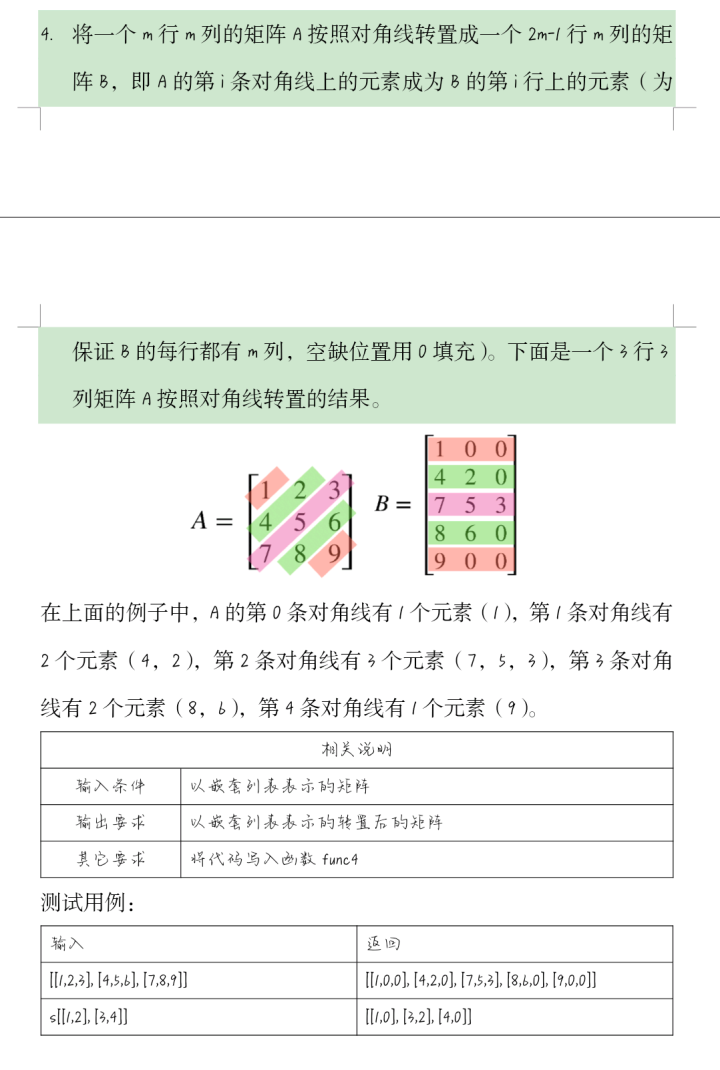 4. 将一个 m 行 m 列的矩阵 A 按照对角线转置成一个 2m-1 行 m 列的矩
阵 B，即 A 的第 i 条对角线上的元素成为 B 的第 i 行上的元素（为
保证 B 的每行都有 m 列，空缺位置用 0 填充）。下面是一个 3 行 3
列矩阵 A 按照对角线转置的结果。
A =
1 2 3
4 5 6
7 8 9
B =
1 0 0
4 2 0
7 5 3
8 6 0
9 0 0
在上面的例子中，A 的第 0 条对角线有 1 个元素（1），第 1 条对角线有
2 个元素（4，2），第 2 条对角线有 3 个元素（7，5，3），第 3 条对角
线有 2 个元素（8，6），第 4 条对角线有 1 个元素（9）。
相关说明
输入条件 以嵌套列表表示的矩阵
输出要求 以嵌套列表表示的转置后的矩阵
其它要求 将代码写入函数 func4
测试用例：
输入 返回
[[1,2,3], [4,5,6], [7,8,9]] [[1,0,0], [4,2,0], [7,5,3], [8,6,0], [9,0,0]]
s[[1,2], [3,4]] [[1,0], [3,2], [4,0]]